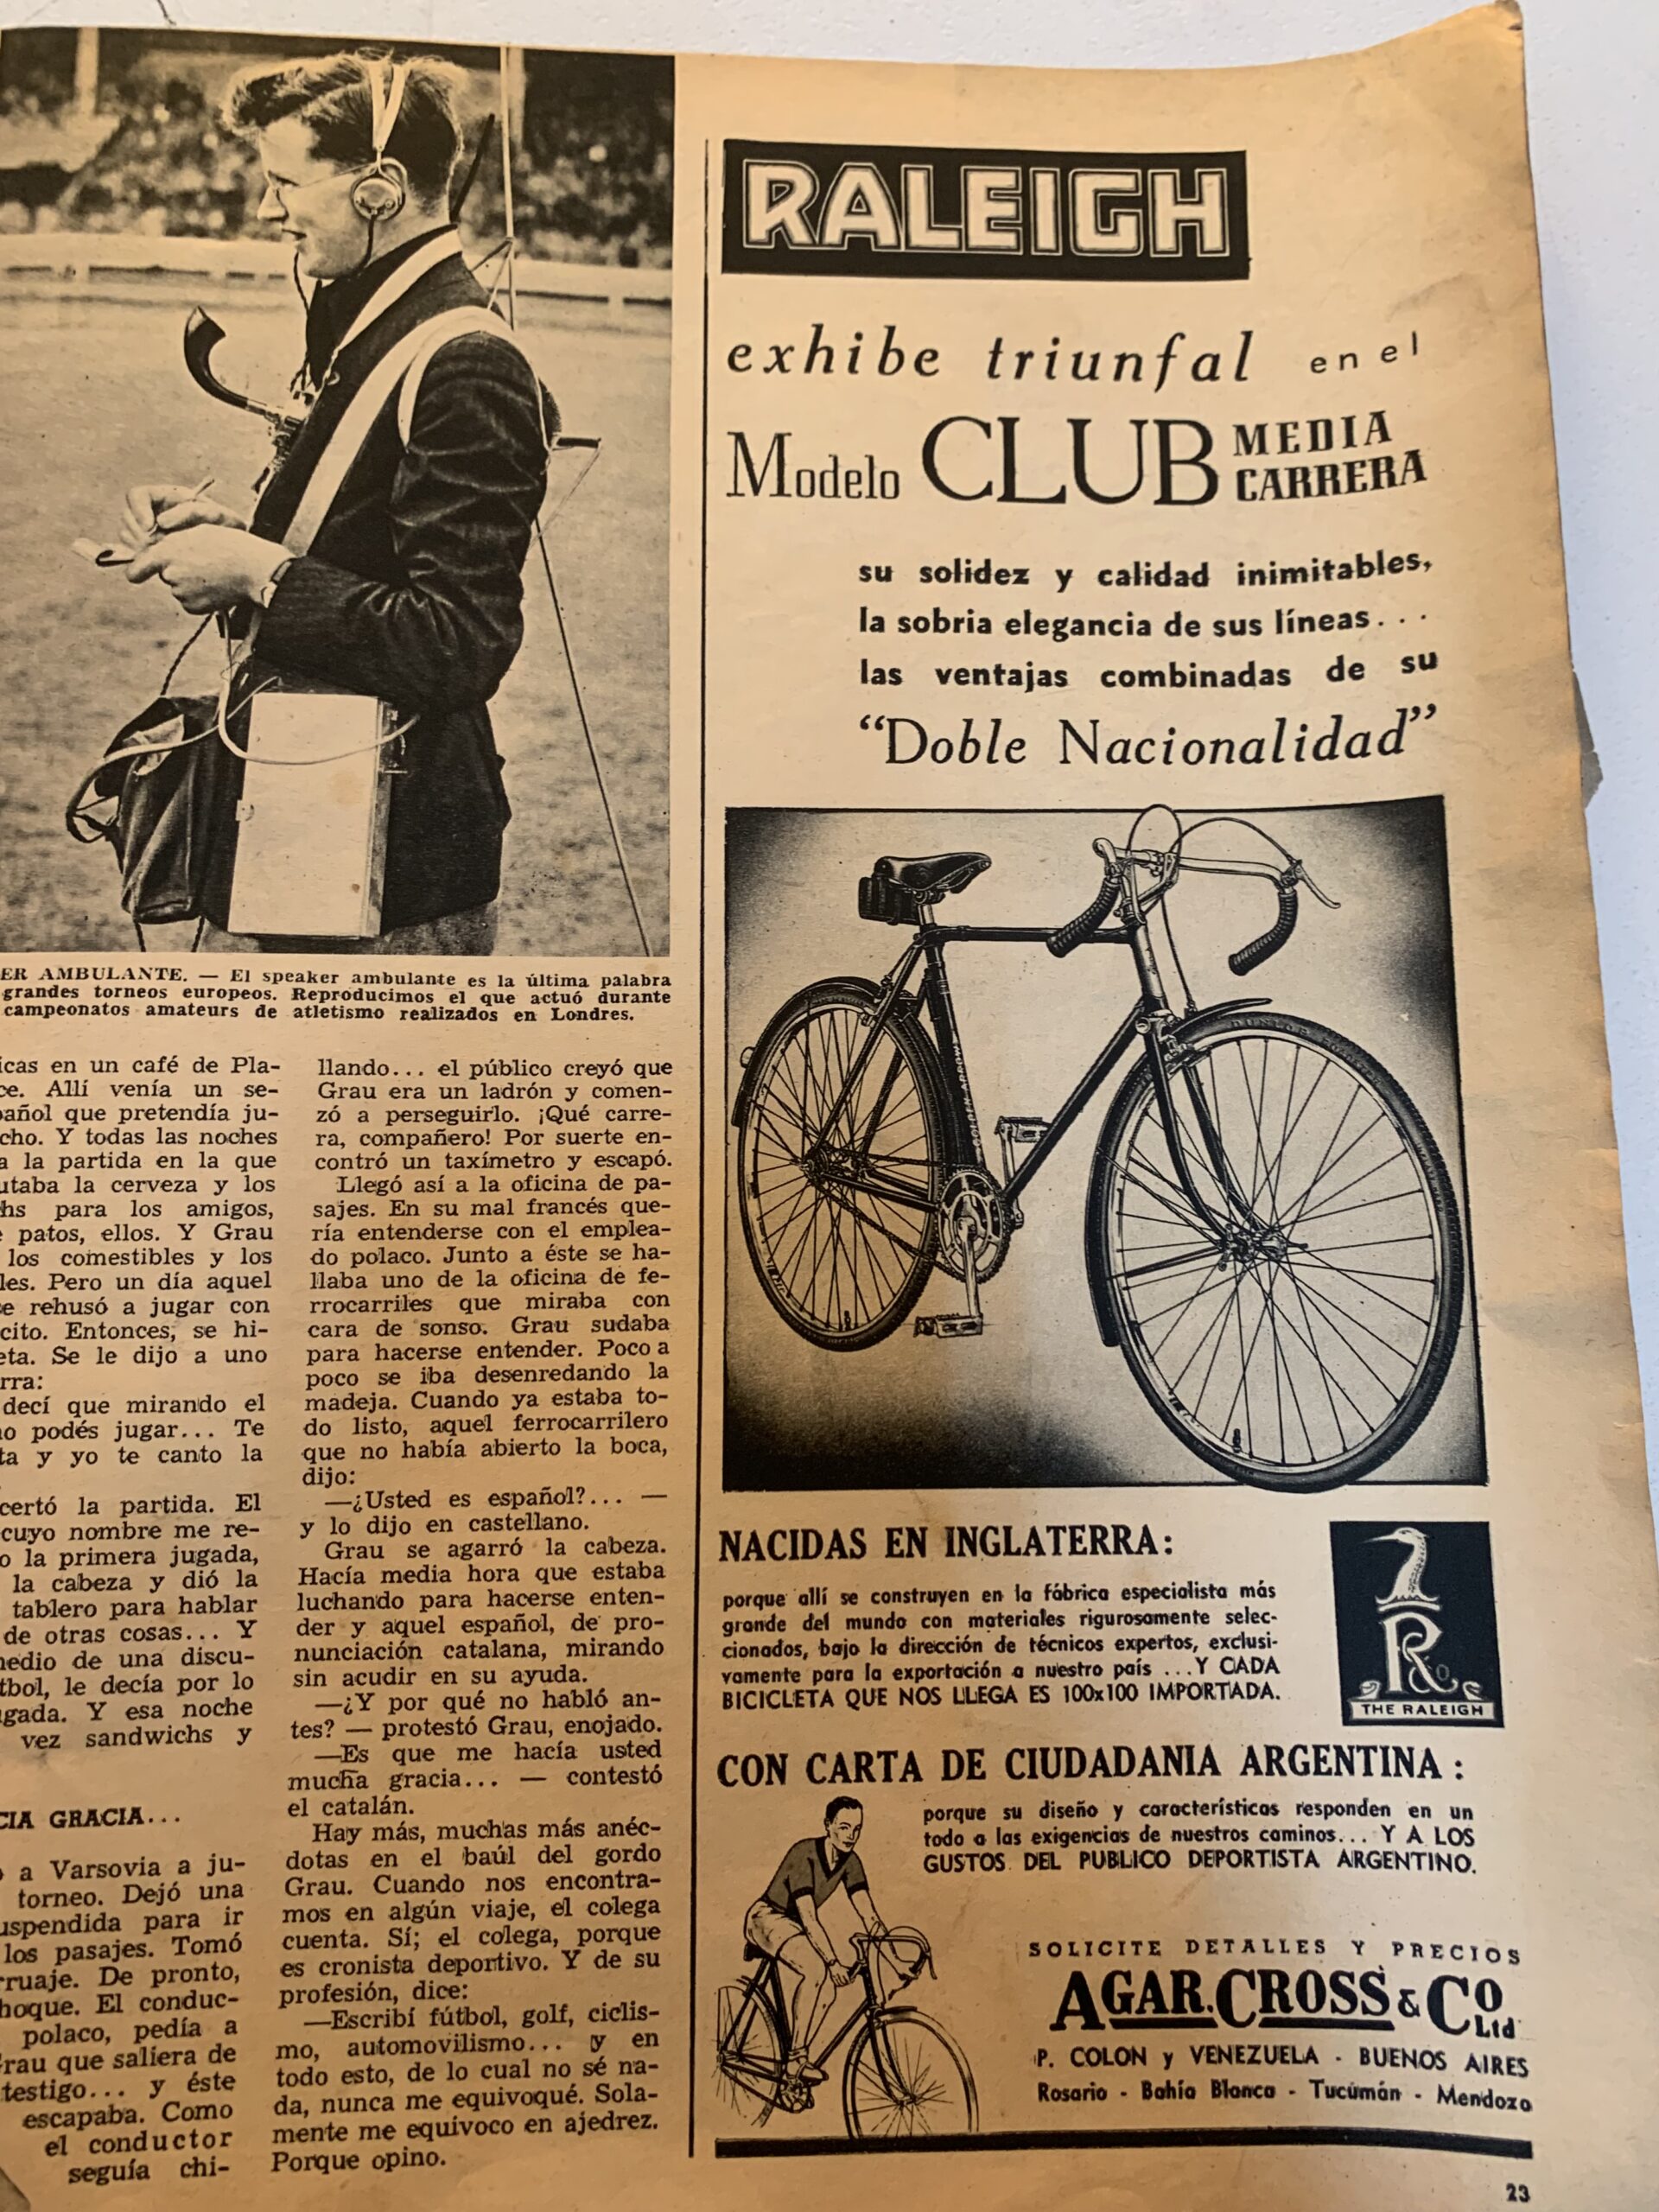 ER AMBULANTE. — El speaker ambulante es la última palabra
grandes torneos europeos. Reproducimos el que actuó durante
campeonatos amateurs de atletismo realizados en Londres.
icas en un café de Pla-
ce. Allí venía un se-
pañol que pretendía ju-
cho. Y todas las noches
a la partida en la que
utaba la cerveza y los
hs para los amigos,
e patos, ellos. Y Grau
los comestibles y los
les. Pero un día aquel
se rehusó a jugar con
cito. Entonces, se hi-
eta. Se le dijo a uno
rra:
decí que mirando el
no podés jugar... Te
ta y yo te canto la
certó la partida. El
cuyo nombre me re-
o la primera jugada,
la cabeza y dió la
tablero para hablar
de otras cosas... Y
medio de una discu-
tbol, le decía por lo
ugada. Y esa noche
vez sandwichs y
CIA GRACIA...
ó a Varsovia a ju-
torneo. Dejó una
uspendida para ir
los pasajes. Tomó
rruaje. De pronto,
hoque. El conduc-
polaco, pedía a
Grau que saliera de
testigo... y éste
escapaba. Como
el conductor
seguía chi-
llando... el público creyó que
Grau era un ladrón y comen-
zó a perseguirlo. ¡Qué carre-
ra, compañero! Por suerte en-
contró un taxímetro y escapó.
Llegó así a la oficina de pa-
sajes. En su mal francés que-
ría entenderse con el emplea-
do polaco. Junto a éste se ha-
llaba uno de la oficina de fe-
rrocarriles que miraba con
cara de sonso. Grau sudaba
para hacerse entender. Poco a
poco se iba desenredando la
madeja. Cuando ya estaba to-
do listo, aquel ferrocarrilero
que no había abierto la boca,
dijo:
—¿Usted es español?... —
y lo dijo en castellano.
Grau se agarró la cabeza.
Hacía media hora que estaba
luchando para hacerse enten-
der y aquel español, de pro-
nunciación catalana, mirando
sin acudir en su ayuda.
—¿Y por qué no habló an-
tes? — protestó Grau, enojado.
—Es que me hacía usted
mucha gracia... — contestó
el catalán.
Hay más, muchas más anéc-
dotas en el baúl del gordo
Grau. Cuando nos encontra-
mos en algún viaje, el colega
cuenta. Sí; el colega, porque
es cronista deportivo. Y de su
profesión, dice:
—Escribí fútbol, golf, ciclis-
mo, automovilismo... y en
todo esto, de lo cual no sé na-
da, nunca me equivoqué. Sola-
mente me equivoco en ajedrez.
Porque opino.
RALEIGH
exhibe triunfal en el
Modelo CLUB MEDIA
CARRERA
su solidez y calidad inimitables,
la sobria elegancia de sus líneas...
las ventajas combinadas de su
“Doble Nacionalidad”
DUNLOP
NACIDAS EN INGLATERRA:
porque allí se construyen en la fábrica especialista más
grande del mundo con materiales rigurosamente selec-
cionados, bajo la dirección de técnicos expertos, exclusi-
vamente para la exportación a nuestro país ...Y CADA
BICICLETA QUE NOS LLEGA ES 100x100 IMPORTADA.
R&Co.
THE RALEIGH
CON CARTA DE CIUDADANIA ARGENTINA:
porque su diseño y características responden en un
todo a las exigencias de nuestros caminos... Y A LOS
GUSTOS DEL PUBLICO DEPORTISTA ARGENTINO.
SOLICITE DETALLES Y PRECIOS
AGAR.CROSS & Co Ltd
P. COLON y VENEZUELA - BUENOS AIRES
Rosario - Bahía Blanca - Tucumán - Mendoza
23